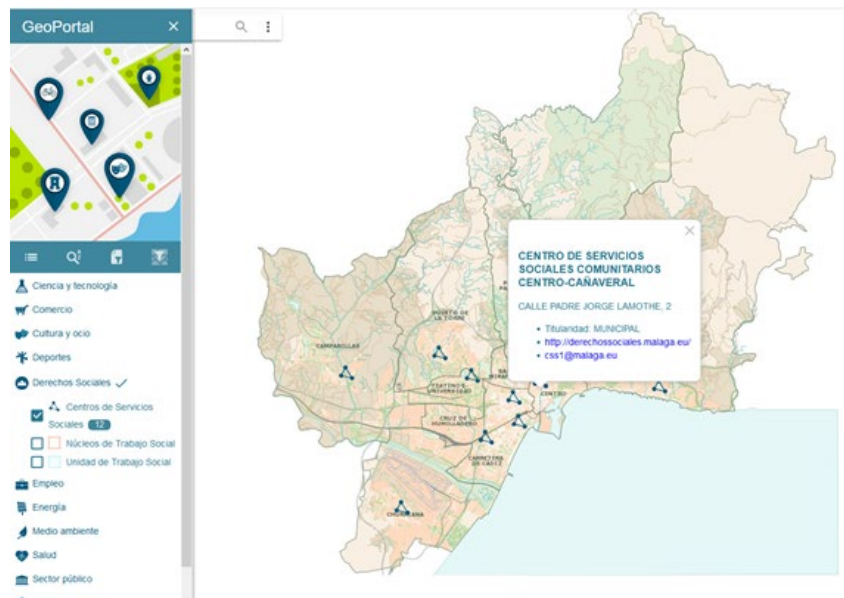 GeoPortal
Ciencia y tecnología
Comercio
Cultura y ocio
Deportes
Derechos Sociales
Centros de Servicios
Sociales 12
Núcleos de Trabajo Social
Unidad de Trabajo Social
Empleo
Energía
Medio ambiente
Salud
Sector público
CENTRO DE SERVICIOS
SOCIALES COMUNITARIOS
CENTRO-CAÑAVERAL
CALLE PADRE JORGE LAMOTHE, 2
Titularidad: MUNICIPAL
http://derechossociales.malaga.eu/
css1@malaga.eu
PUERTO DE
LA TORRE
CAMPANILLAS
TEATINOS-
UNIVERSIDAD
CENTRO
CRUZ DE
HUMILLADERO
CARRETERA
DE CADIZ
CHURRIANA